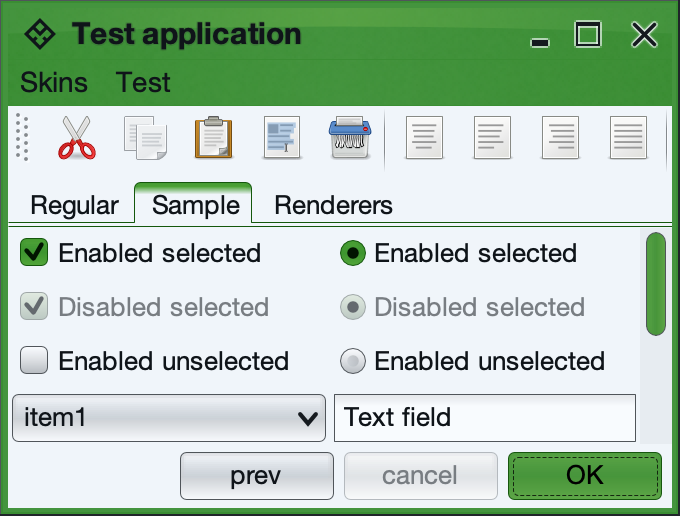 Test application
Skins Test
Regular Sample Renderers
Enabled selected Enabled selected
Disabled selected Disabled selected
Enabled unselected Enabled unselected
item1 Text field
prev cancel OK